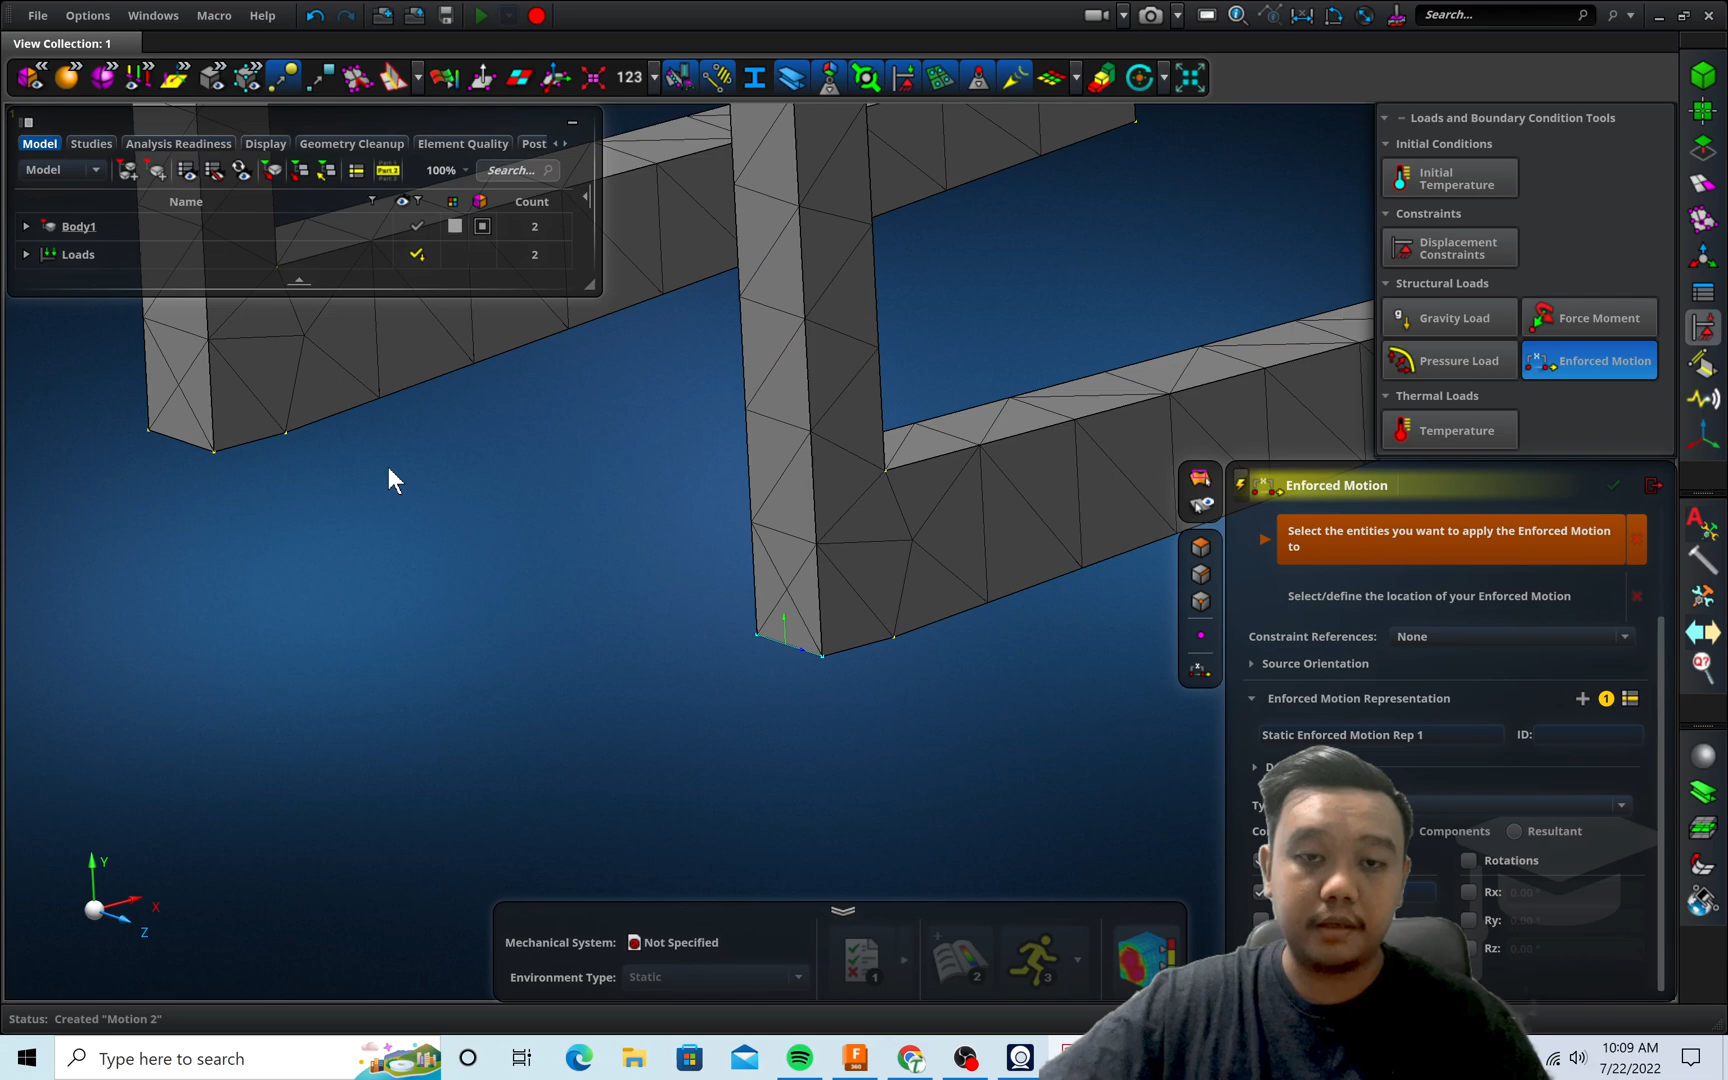 File Options Windows Macro Help Search...
View Collection: 1
123
Model Studies Analysis Readiness Display Geometry Cleanup Element Quality Post
Model 100% Search...
Name Count
Body1 2
Loads 2
Loads and Boundary Condition Tools
Initial Conditions
Initial Temperature
Constraints
Displacement Constraints
Structural Loads
Gravity Load Force Moment
Pressure Load Enforced Motion
Thermal Loads
Temperature
Enforced Motion
Select the entities you want to apply the Enforced Motion
to
Select/define the location of your Enforced Motion
Constraint References: None
Source Orientation
Enforced Motion Representation 1
Static Enforced Motion Rep 1 ID:
Components Resultant
Rotations
Rx: 0.00 °
Ry: 0.00 °
Rz: 0.00 °
Y
X
Z
Mechanical System: Not Specified
Environment Type: Static
1 2 3
Status: Created "Motion 2"
Type here to search
10:09 AM
7/22/2022